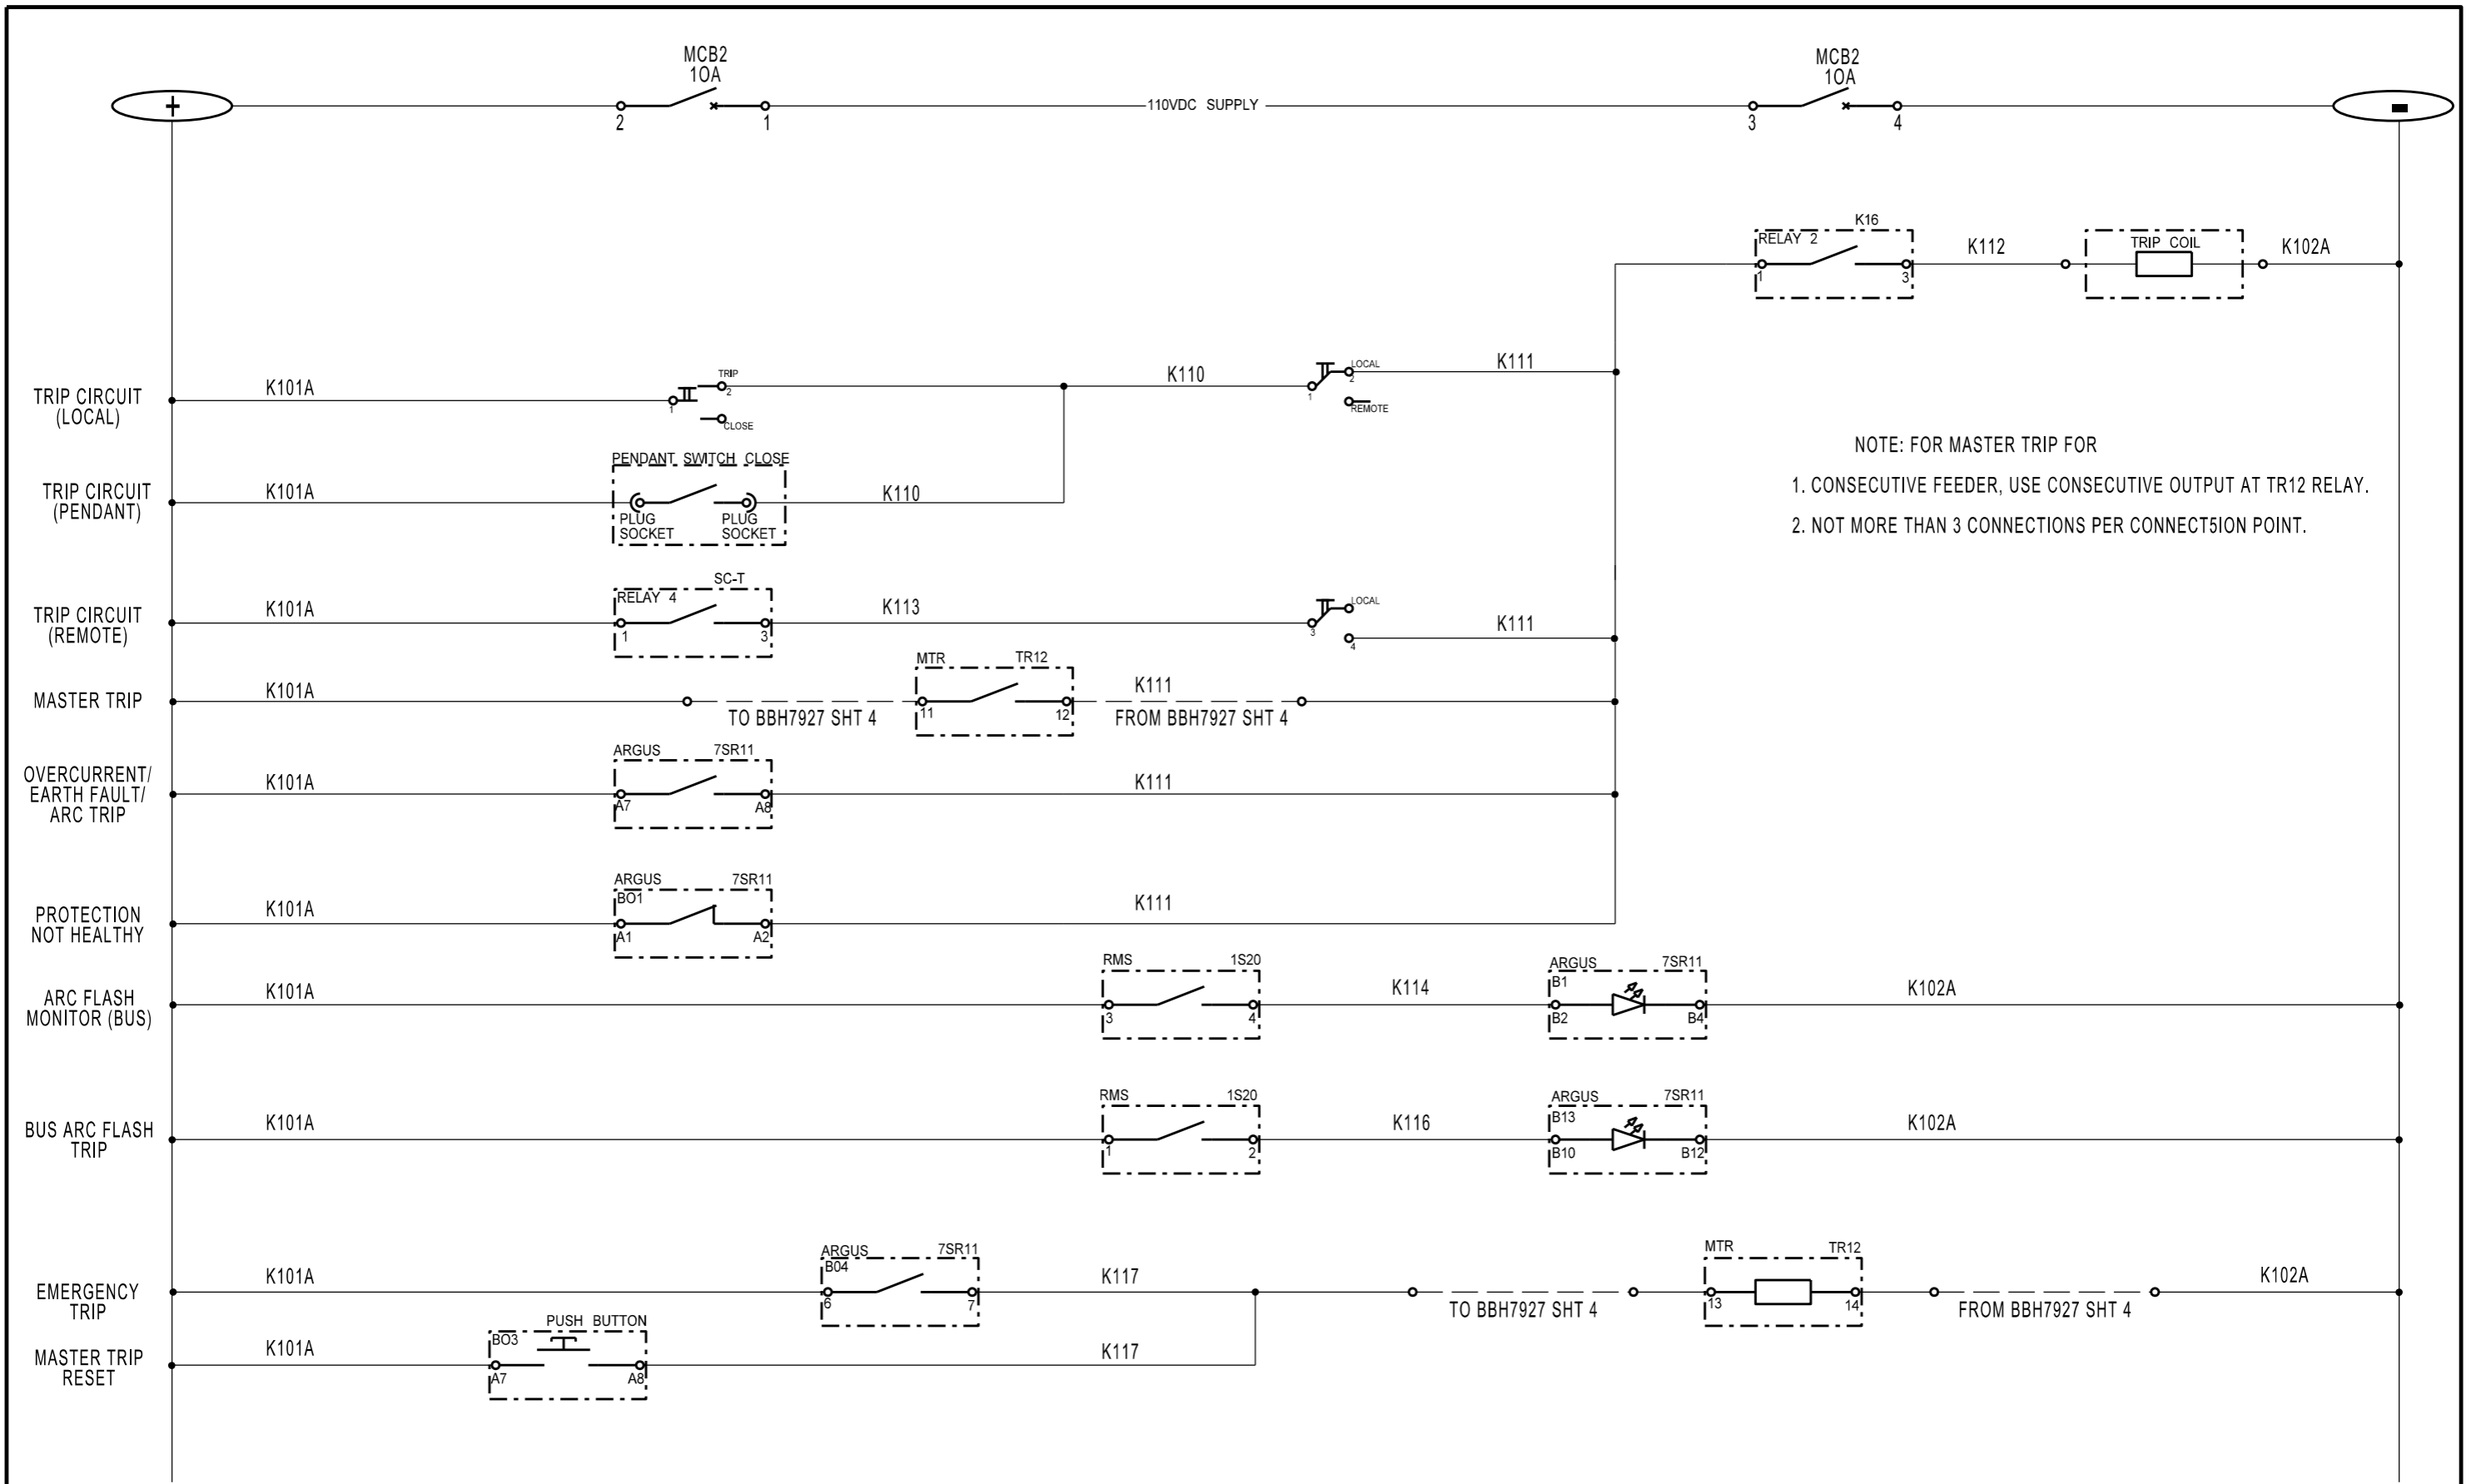 MCB2
10A
MCB2
10A
+
2
1
110VDC SUPPLY
3
4
-
K16
RELAY 2
1
3
K112
TRIP COIL
K102A
TRIP CIRCUIT
(LOCAL)
K101A
1
TRIP
2
CLOSE
K110
1
LOCAL
2
REMOTE
K111
NOTE: FOR MASTER TRIP FOR
1. CONSECUTIVE FEEDER, USE CONSECUTIVE OUTPUT AT TR12 RELAY.
2. NOT MORE THAN 3 CONNECTIONS PER CONNECT5ION POINT.
TRIP CIRCUIT
(PENDANT)
K101A
PENDANT SWITCH CLOSE
PLUG
SOCKET
PLUG
SOCKET
K110
TRIP CIRCUIT
(REMOTE)
K101A
SC-T
RELAY 4
1
3
K113
LOCAL
3
4
K111
MASTER TRIP
K101A
TO BBH7927 SHT 4
MTR
TR12
11
12
K111
FROM BBH7927 SHT 4
OVERCURRENT/
EARTH FAULT/
ARC TRIP
K101A
ARGUS
7SR11
A7
A8
K111
PROTECTION
NOT HEALTHY
K101A
ARGUS
7SR11
BO1
A1
A2
K111
ARC FLASH
MONITOR (BUS)
K101A
RMS
1S20
3
4
K114
ARGUS
7SR11
B1
B2
B4
K102A
BUS ARC FLASH
TRIP
K101A
RMS
1S20
1
2
K116
ARGUS
7SR11
B13
B10
B12
K102A
EMERGENCY
TRIP
K101A
ARGUS
7SR11
B04
6
7
K117
TO BBH7927 SHT 4
MTR
TR12
13
14
FROM BBH7927 SHT 4
K102A
MASTER TRIP
RESET
K101A
PUSH BUTTON
BO3
A7
A8
K117